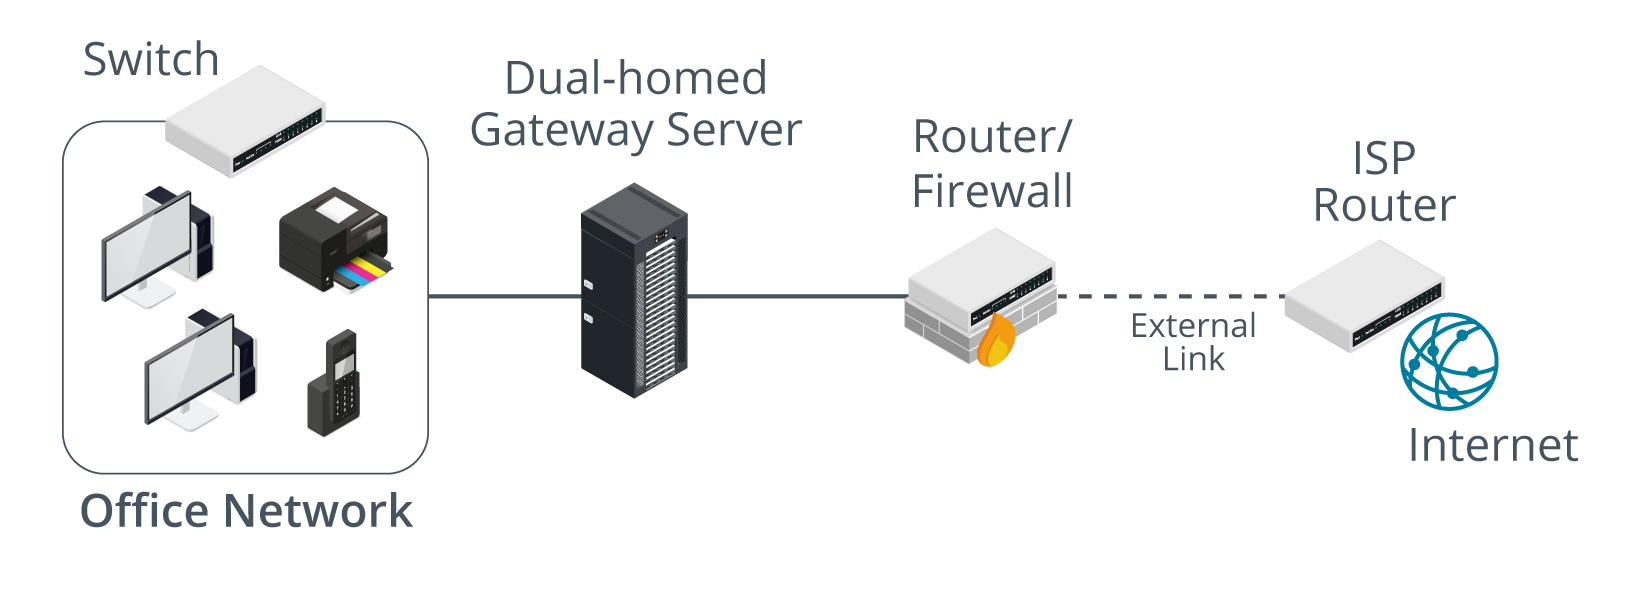 Switch
Dual-homed
Gateway Server
Router/
Firewall
ISP
Router
External
Link
Internet
Office Network